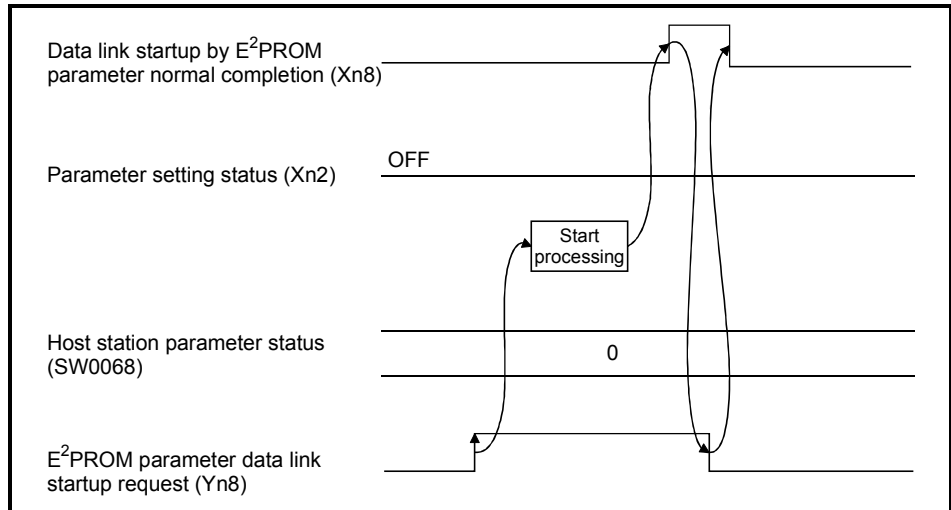 Data link startup by E²PROM
parameter normal completion (Xn8)
OFF
Parameter setting status (Xn2)
Start
processing
Host station parameter status
(SW0068)
0
E²PROM parameter data link
startup request (Yn8)